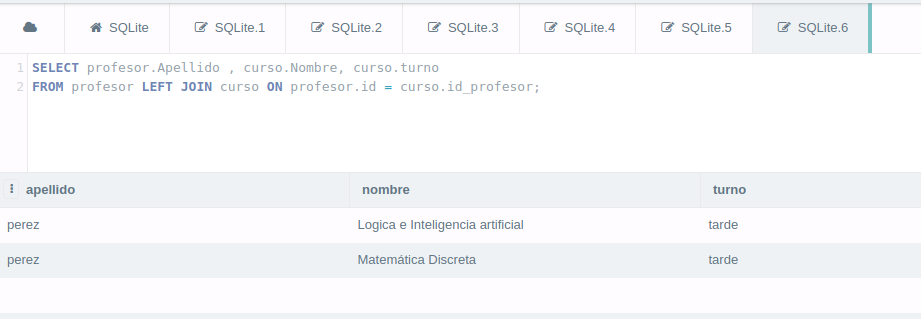 SQLite SQLite.1 SQLite.2 SQLite.3 SQLite.4 SQLite.5 SQLite.6
1 SELECT profesor.Apellido , curso.Nombre, curso.turno
2 FROM profesor LEFT JOIN curso ON profesor.id = curso.id_profesor;
apellido nombre turno
perez Logica e Inteligencia artificial tarde
perez Matemática Discreta tarde